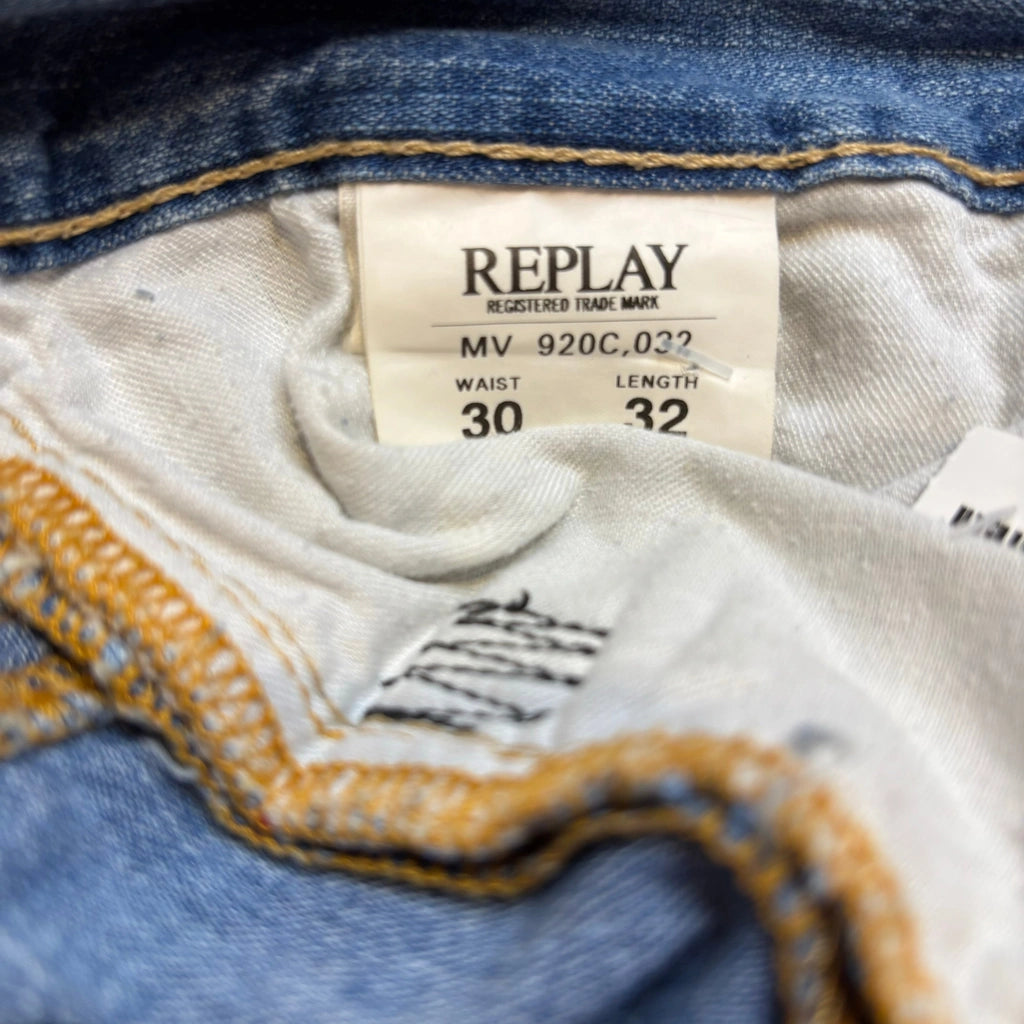 REPLAY
REGISTERED TRADE MARK
MV 920C,032
WAIST LENGTH
30 32